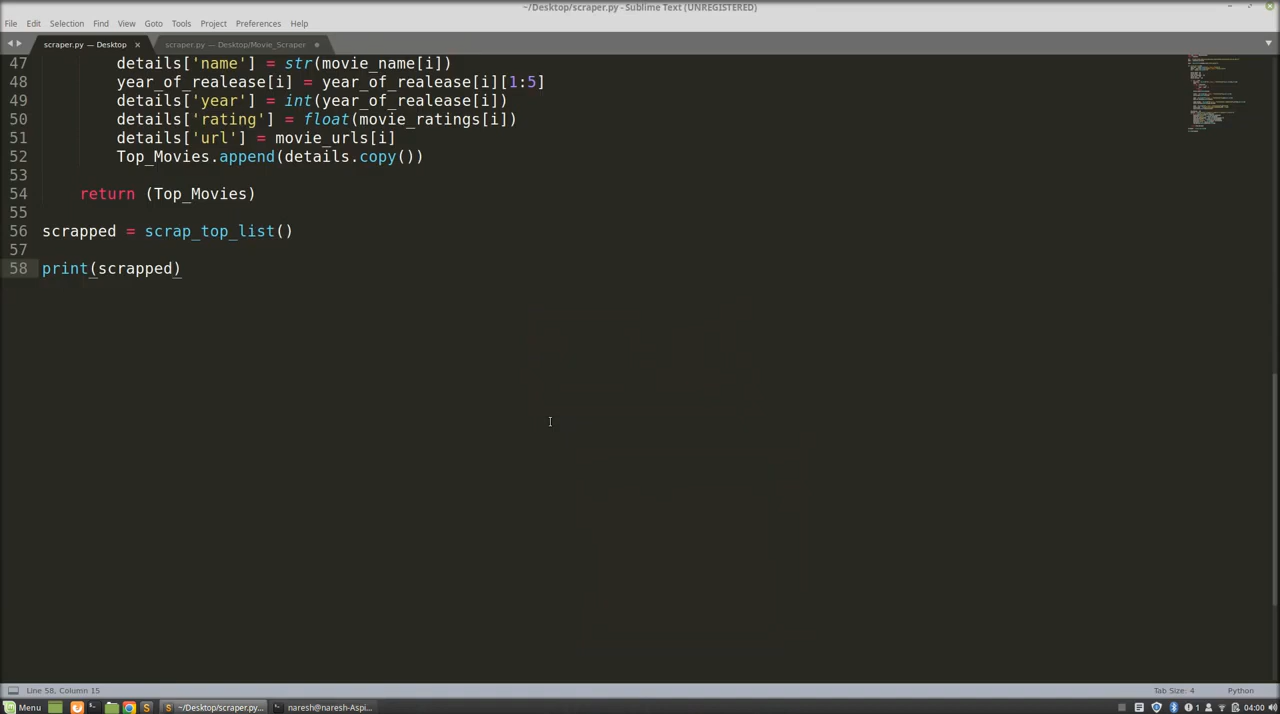 ~/Desktop/scraper.py - Sublime Text (UNREGISTERED)
File Edit Selection Find View Goto Tools Project Preferences Help
scraper.py — Desktop × scraper.py — Desktop/Movie_Scraper
47 details['name'] = str(movie_name[i])
48 year_of_realease[i] = year_of_realease[i][1:5]
49 details['year'] = int(year_of_realease[i])
50 details['rating'] = float(movie_ratings[i])
51 details['url'] = movie_urls[i]
52 Top_Movies.append(details.copy())
53
54 return (Top_Movies)
55
56 scrapped = scrap_top_list()
57
58 print(scrapped)
Line 58, Column 15 Tab Size: 4 Python
Menu ~/Desktop/scraper.py... naresh@naresh-Aspi... 1 04:00